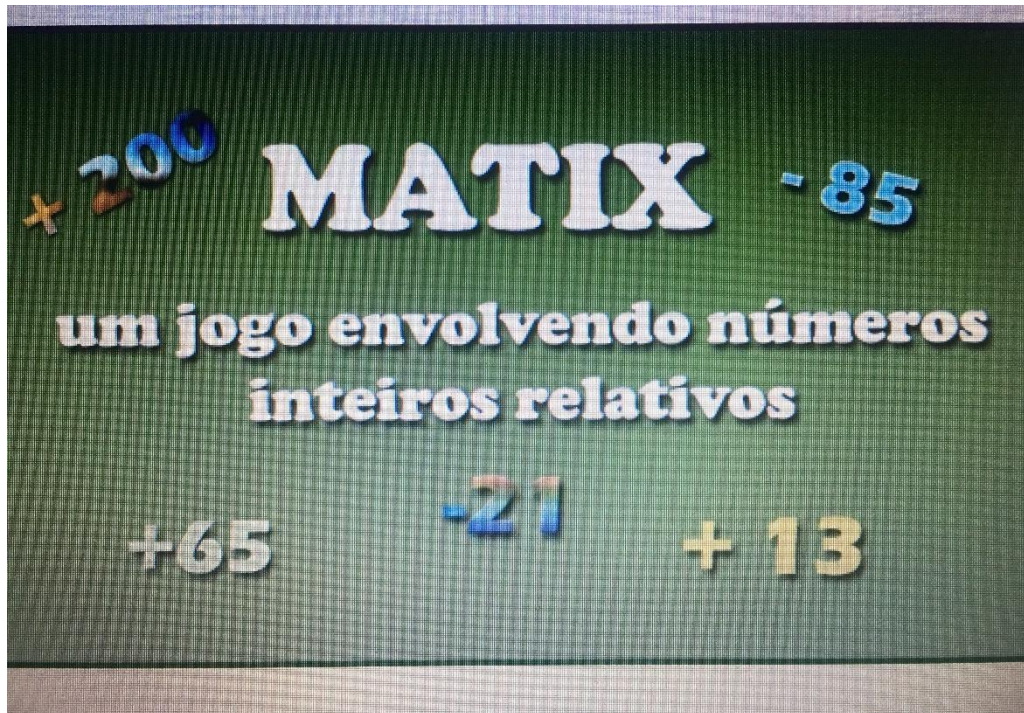 + 200
MATIX
- 85
um jogo envolvendo números
inteiros relativos
+65
-21
+ 13